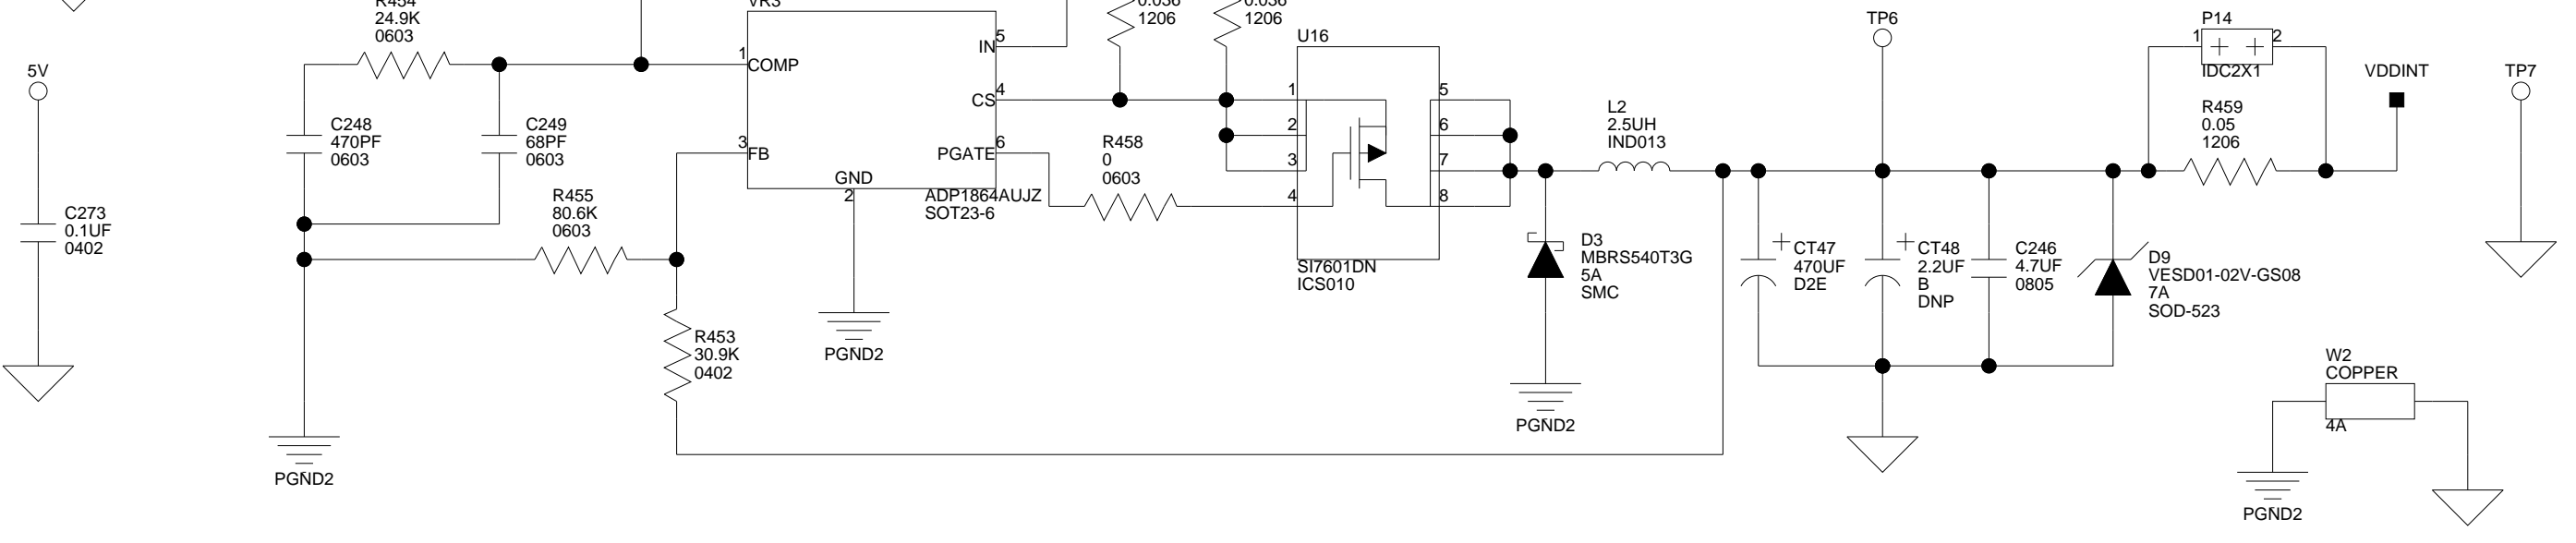 R454
24.9K
0603
5V
C273
0.1UF
0402
C248
470PF
0603
C249
68PF
0603
R455
80.6K
0603
PGND2
VR3
1
COMP
3
FB
GND
2
IN
5
CS
4
PGATE
6
ADP1864AUJZ
SOT23-6
PGND2
R453
30.9K
0402
0.036
1206
0.036
1206
R458
0
0603
U16
1
2
3
4
5
6
7
8
SI7601DN
ICS010
D3
MBRS540T3G
5A
SMC
PGND2
L2
2.5UH
IND013
TP6
CT47
470UF
D2E
CT48
2.2UF
B
DNP
C246
4.7UF
0805
D9
VESD01-02V-GS08
7A
SOD-523
P14
1
2
IDC2X1
R459
0.05
1206
VDDINT
TP7
W2
COPPER
4A
PGND2